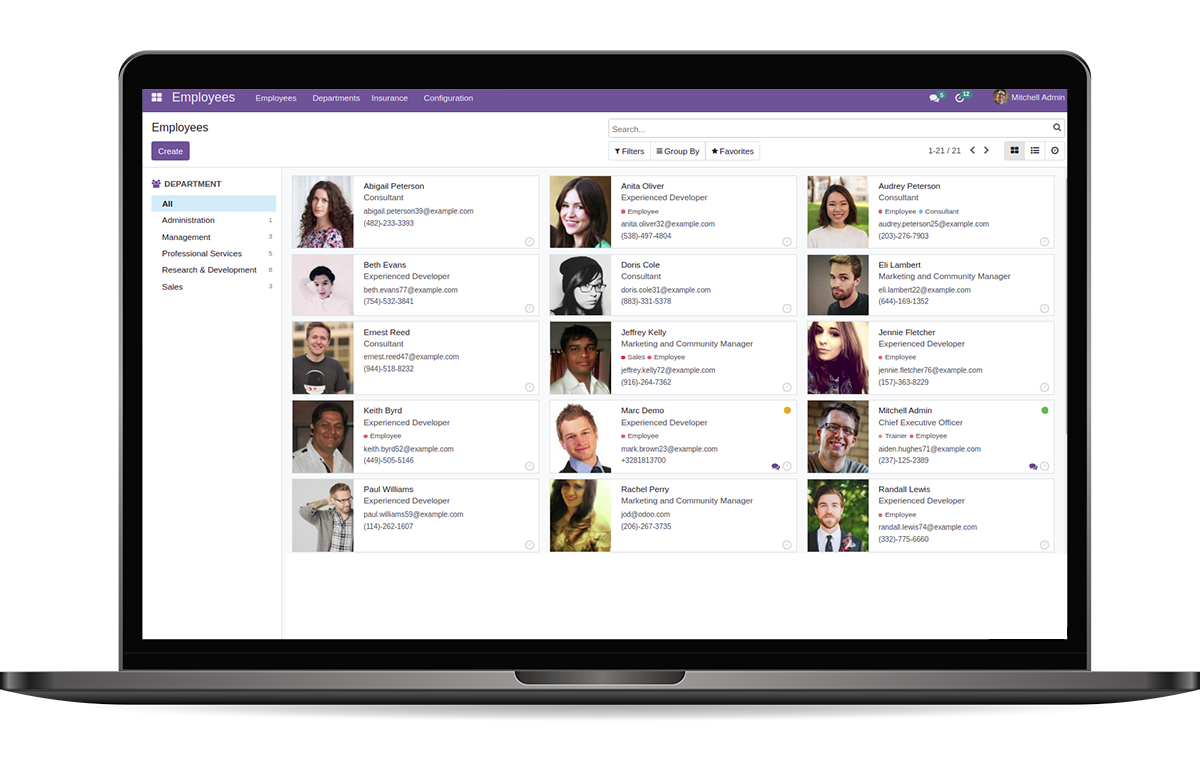 Employees Employees Departments Insurance Configuration 5 12 Mitchell Admin
Employees
Search...
Create
Filters Group By Favorites 1-21 / 21
DEPARTMENT
All
Administration 1
Management 3
Professional Services 5
Research & Development 8
Sales 3
Abigail Peterson
Consultant
abigail.peterson39@example.com
(482)-233-3393
Anita Oliver
Experienced Developer
Employee
anita.oliver32@example.com
(538)-497-4804
Audrey Peterson
Consultant
Employee Consultant
audrey.peterson25@example.com
(203)-276-7903
Beth Evans
Experienced Developer
beth.evans77@example.com
(754)-532-3841
Doris Cole
Consultant
doris.cole31@example.com
(883)-331-5378
Eli Lambert
Marketing and Community Manager
eli.lambert22@example.com
(644)-169-1352
Ernest Reed
Consultant
ernest.reed47@example.com
(944)-518-8232
Jeffrey Kelly
Marketing and Community Manager
Sales Employee
jeffrey.kelly72@example.com
(916)-264-7362
Jennie Fletcher
Experienced Developer
Employee
jennie.fletcher76@example.com
(157)-363-8229
Keith Byrd
Experienced Developer
Employee
keith.byrd52@example.com
(449)-505-5146
Marc Demo
Experienced Developer
Employee
mark.brown23@example.com
+3281813700
Mitchell Admin
Chief Executive Officer
Trainer Employee
aiden.hughes71@example.com
(237)-125-2389
Paul Williams
Experienced Developer
paul.williams59@example.com
(114)-262-1607
Rachel Perry
Marketing and Community Manager
jod@odoo.com
(206)-267-3735
Randall Lewis
Experienced Developer
Employee
randall.lewis74@example.com
(332)-775-6660